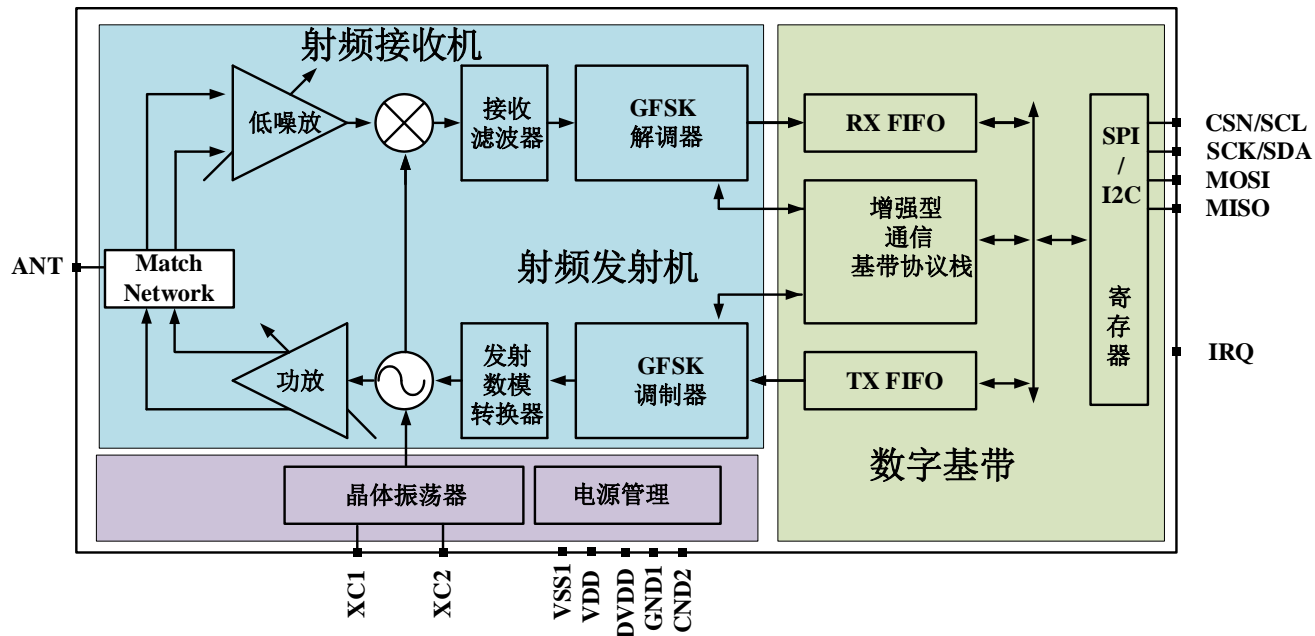 射频接收机
低噪放
接收
滤波器
GFSK
解调器
RX FIFO
SPI
/
I2C
寄
存
器
CSN/SCL
SCK/SDA
MOSI
MISO
增强型
通信
基带协议栈
ANT
Match
Network
射频发射机
功放
发射
数模
转换器
GFSK
调制器
TX FIFO
IRQ
数字基带
晶体振荡器
电源管理
XC1
XC2
VSS1
VDD
DVDD
GND1
CND2